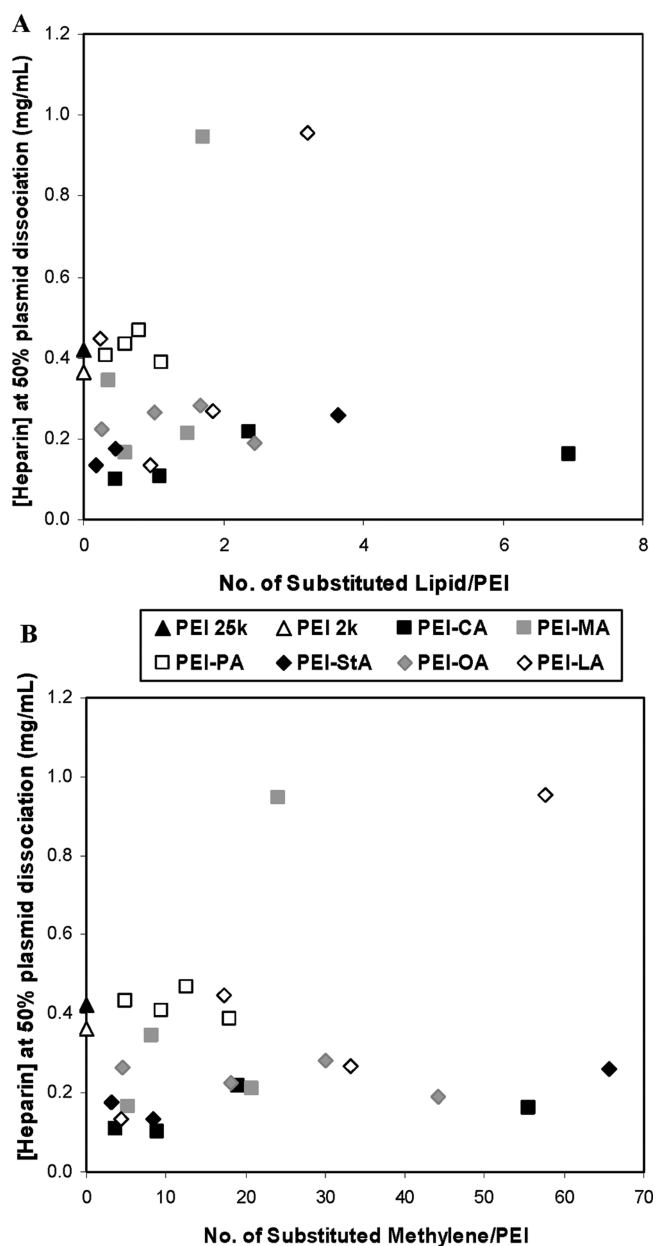 A
[Heparin] at 50% plasmid dissociation (mg/mL)
1.2
1.0
0.8
0.6
0.4
0.2
0.0
0 2 4 6 8
No. of Substituted Lipid/PEI
PEI 25k PEI 2k PEI-CA PEI-MA
PEI-PA PEI-StA PEI-OA PEI-LA
B
[Heparin] at 50% plasmid dissociation (mg/mL)
1.2
1.0
0.8
0.6
0.4
0.2
0.0
0 10 20 30 40 50 60 70
No. of Substituted Methylene/PEI